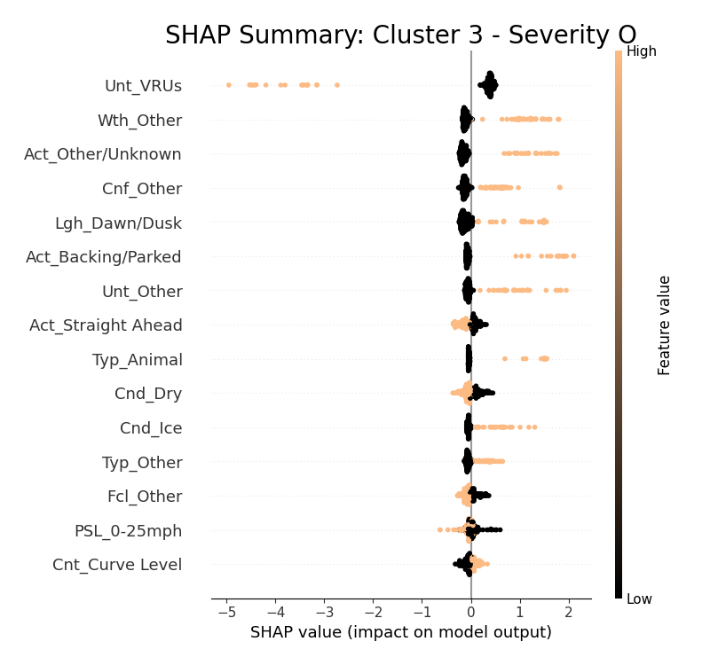 SHAP Summary: Cluster 3 - Severity O
High
Unt_VRUs
Wth_Other
Act_Other/Unknown
Cnf_Other
Lgh_Dawn/Dusk
Act_Backing/Parked
Unt_Other
Act_Straight Ahead
Typ_Animal
Cnd_Dry
Cnd_Ice
Typ_Other
Fcl_Other
PSL_0-25mph
Cnt_Curve Level
Feature value
Low
−5 −4 −3 −2 −1 0 1 2
SHAP value (impact on model output)